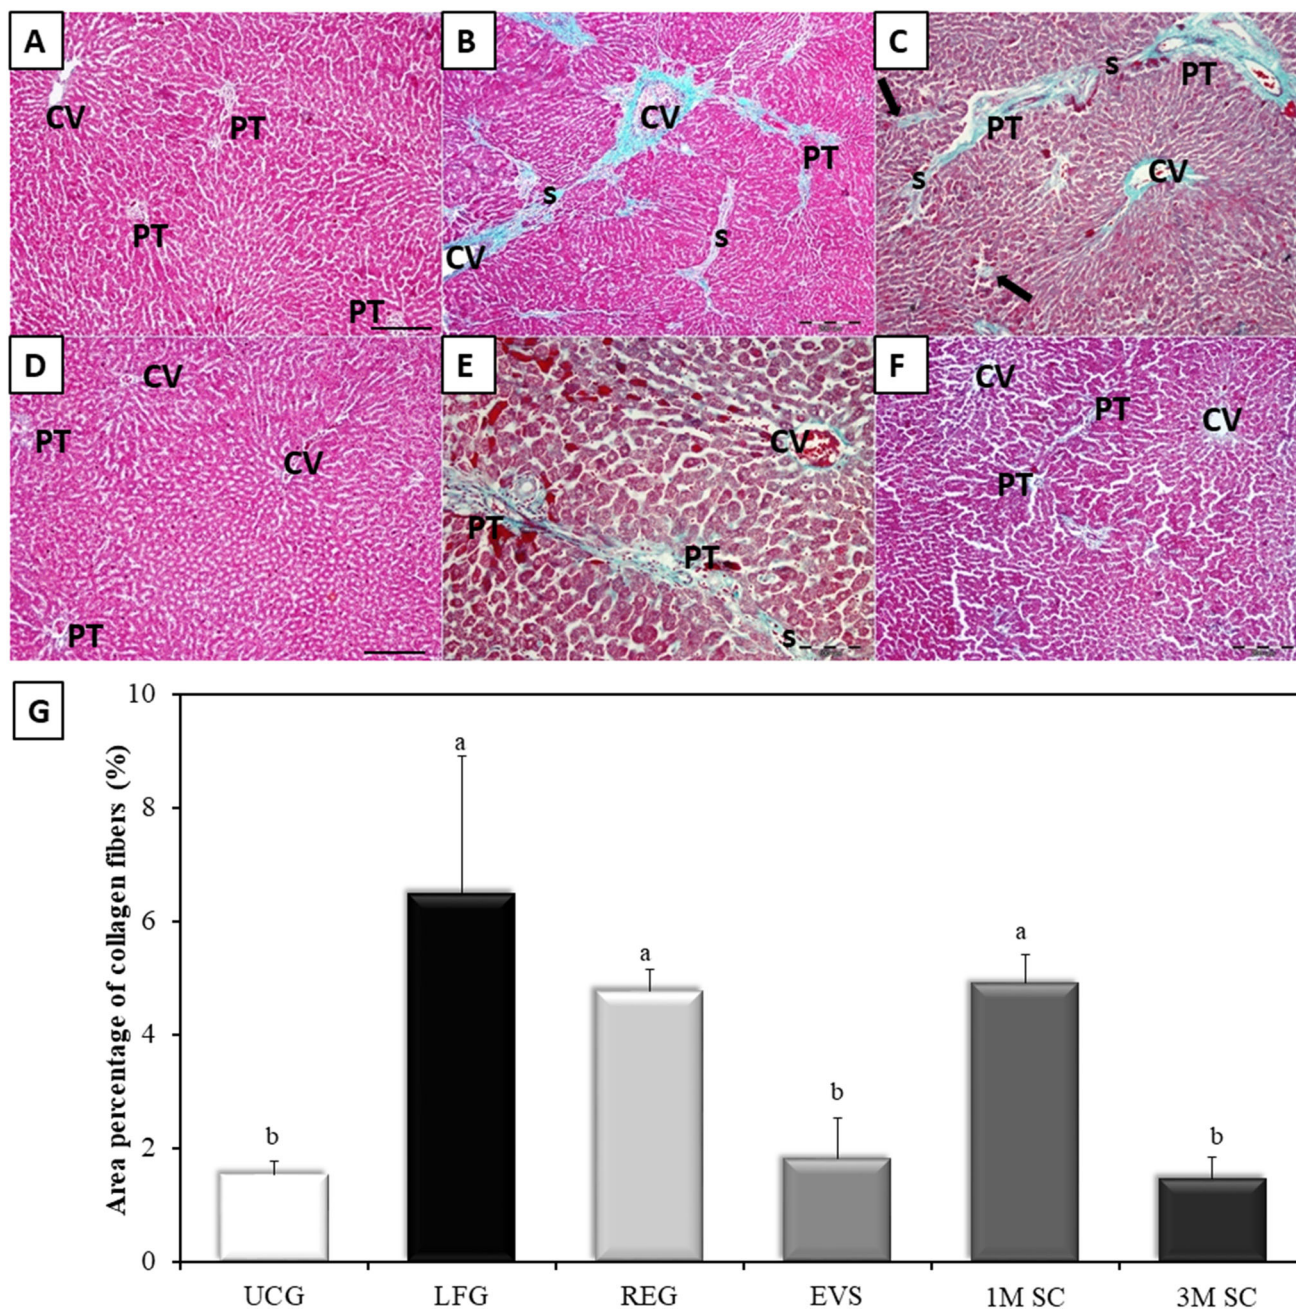 A
CV
PT
PT
PT
B
CV
PT
s
s
CV
C
s
PT
PT
s
CV
D
CV
PT
CV
PT
E
CV
PT
PT
s
F
CV
PT
CV
PT
G
Area percentage of collagen fibers (%)
10
8
6
4
2
0
b
a
a
b
a
b
UCG
LFG
REG
EVS
1M SC
3M SC